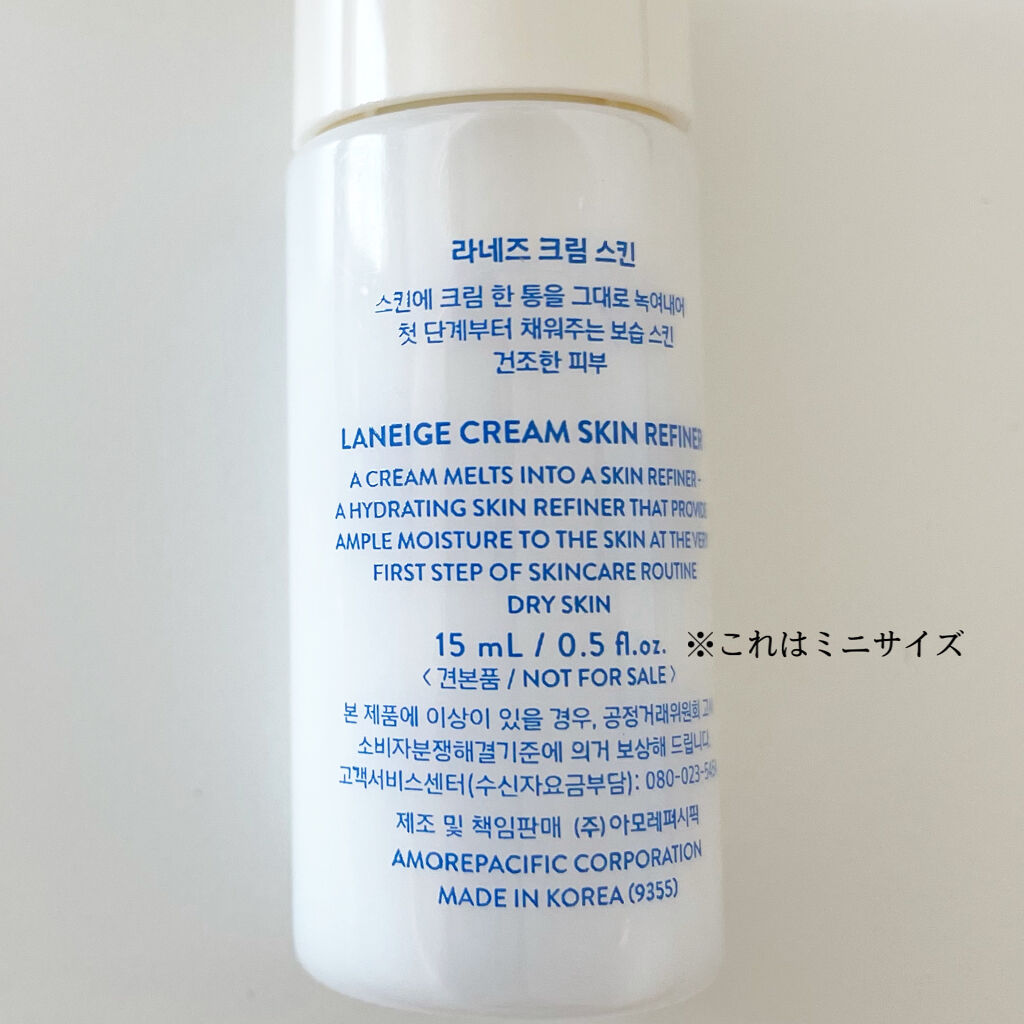 라네즈 크림 스킨
스킨에 크림 한 통을 그대로 녹여내어
첫 단계부터 채워주는 보습 스킨
건조한 피부
LANEIGE CREAM SKIN REFINER
A CREAM MELTS INTO A SKIN REFINER-
A HYDRATING SKIN REFINER THAT PROVIDE
AMPLE MOISTURE TO THE SKIN AT THE VERY
FIRST STEP OF SKINCARE ROUTINE
DRY SKIN
15 mL / 0.5 fl.oz. ※これはミニサイズ
〈견본품 / NOT FOR SALE〉
본 제품에 이상이 있을 경우, 공정거래위원회
소비자분쟁해결기준에 의거 보상해 드립니다.
고객서비스센터(수신자요금부담): 080-023-
제조 및 책임판매 (주)아모레퍼시픽
AMOREPACIFIC CORPORATION
MADE IN KOREA (9355)